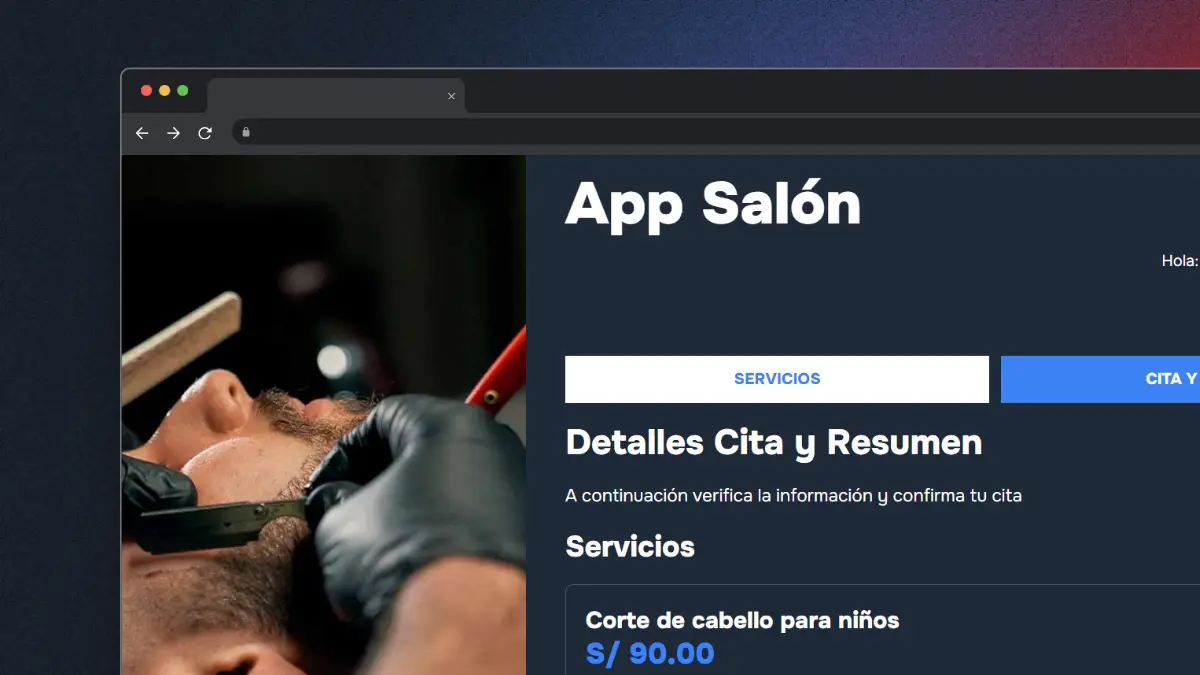 App Salón
Hola:
SERVICIOS
CITA Y
Detalles Cita y Resumen
A continuación verifica la información y confirma tu cita
Servicios
Corte de cabello para niños
S/ 90.00